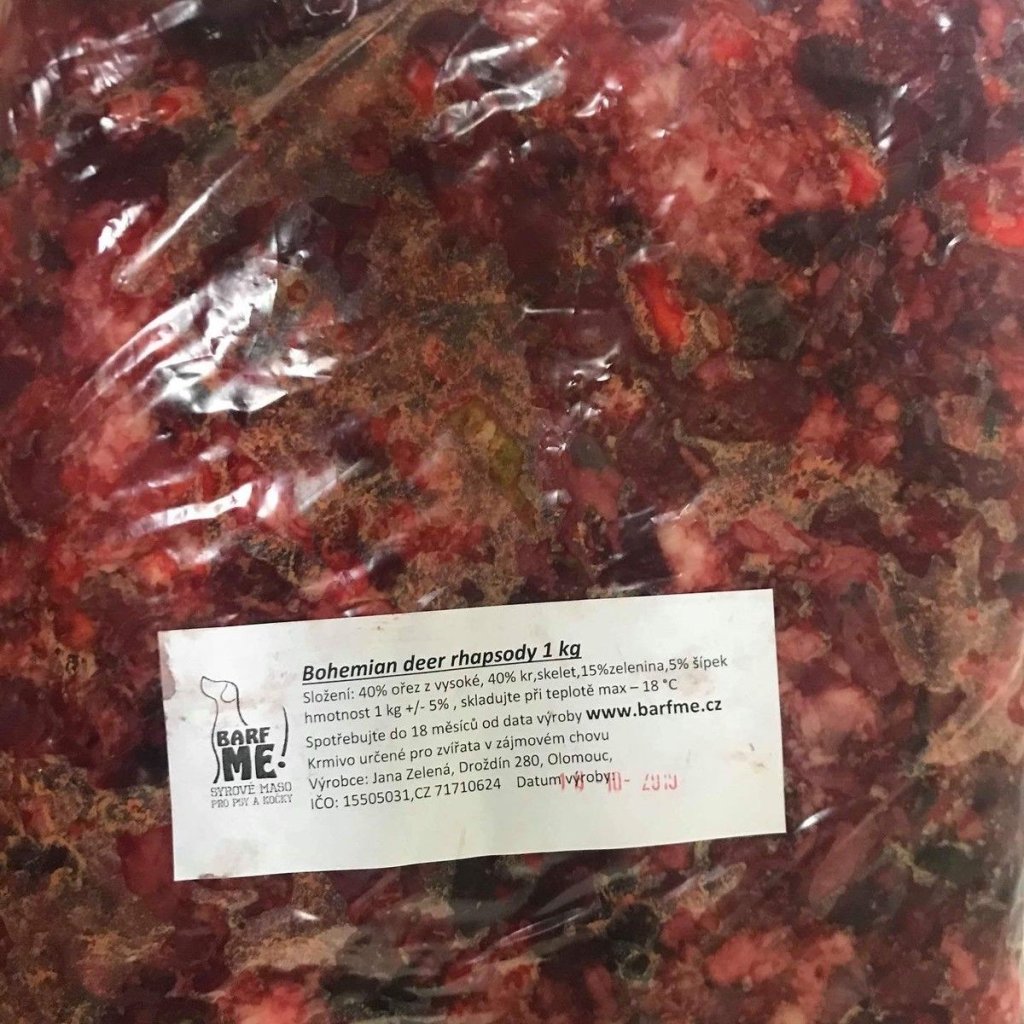 Bohemian deer rhapsody 1 kg
Složení: 40% ořez z vysoké, 40% kr,skelet,15%zelenina,5% šípek
hmotnost 1 kg +/- 5% , skladujte při teplotě max – 18 °C
Spotřebujte do 18 měsíců od data výroby www.barfme.cz
Krmivo určené pro zvířata v zájmovém chovu
Výrobce: Jana Zelená, Droždín 280, Olomouc,
IČO: 15505031,CZ 71710624 Datum výroby:
BARF
ME!
SYROVÉ MASO
PRO PSY A KOČKY